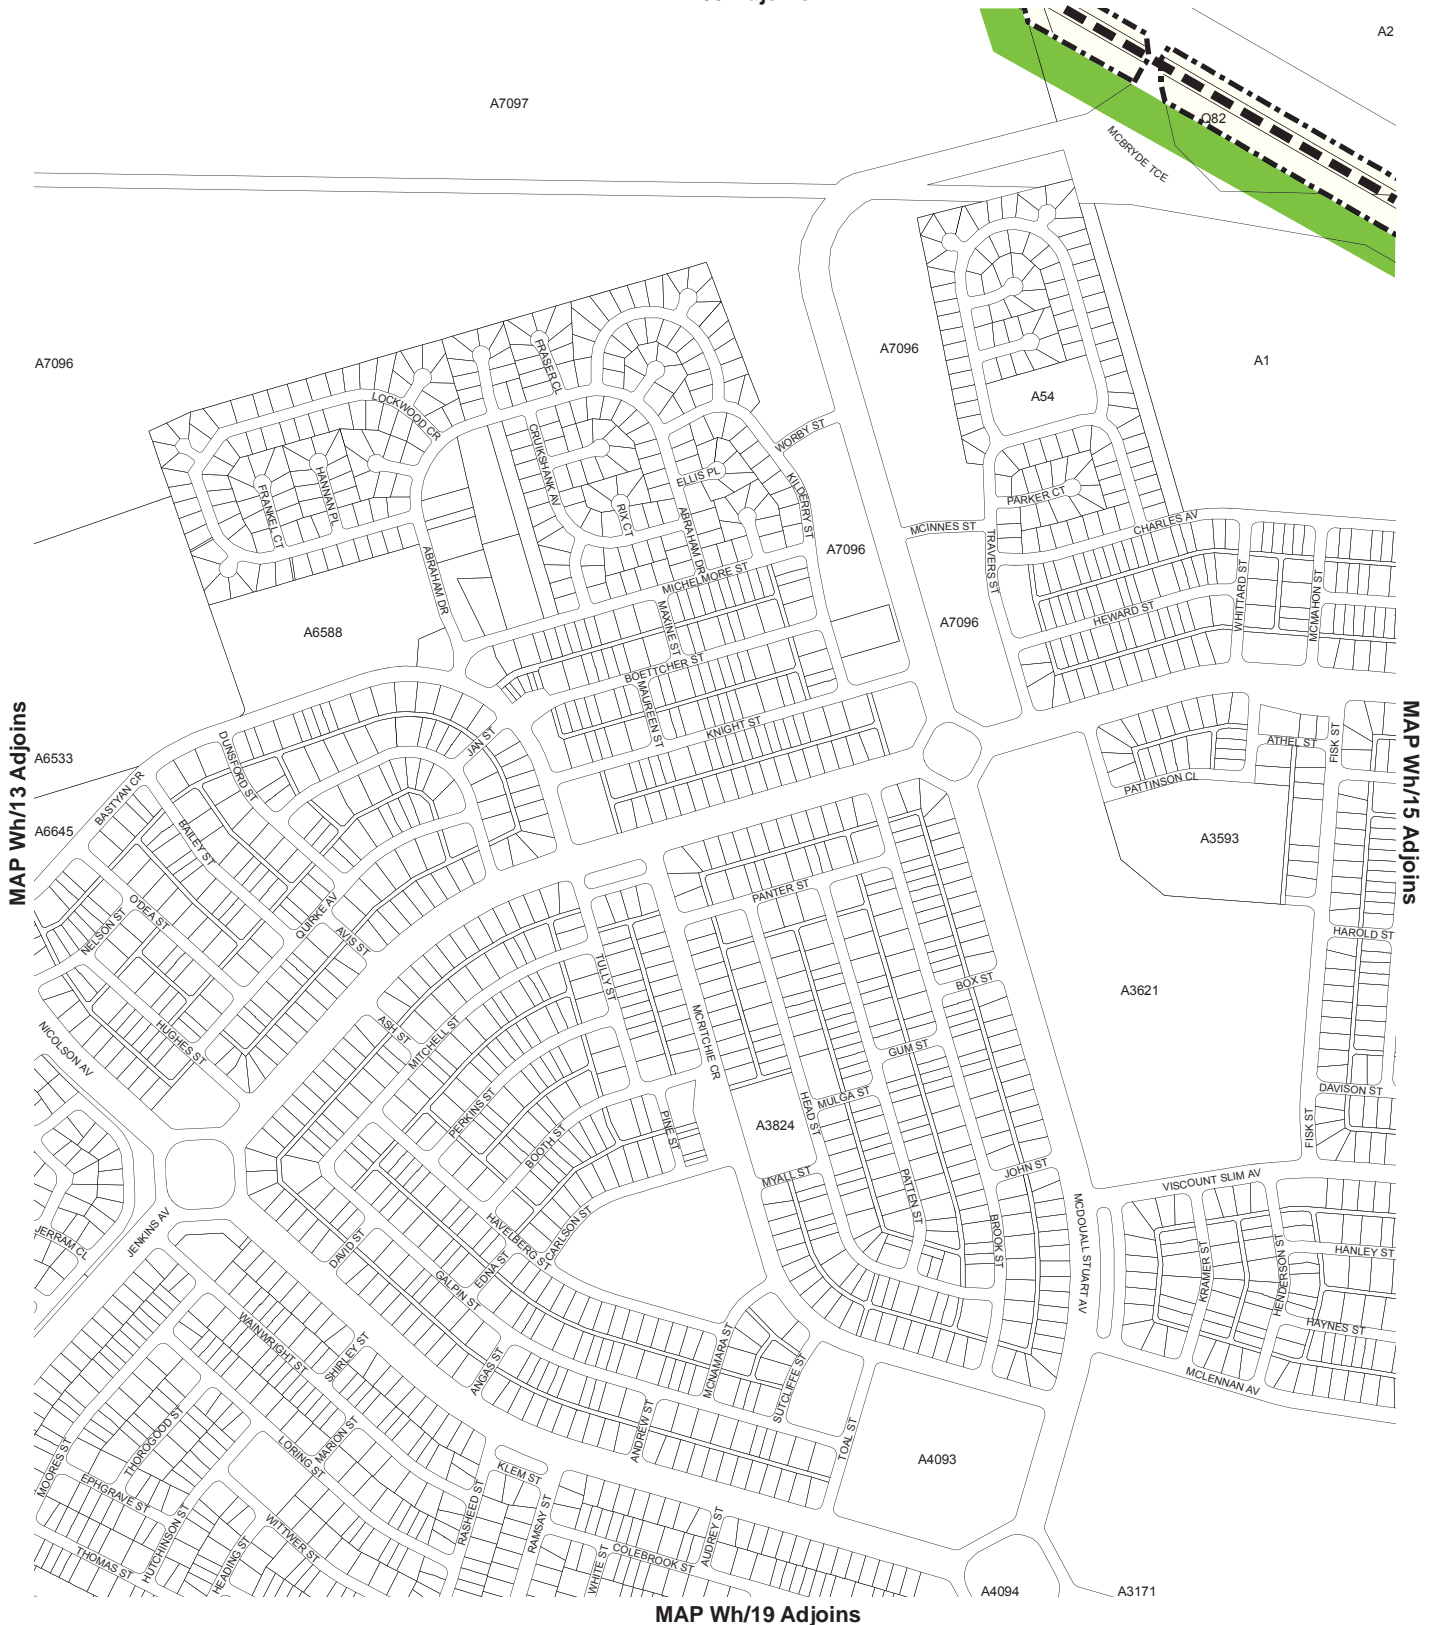 A2
A7097
Q82
MCBRYDE TCE
A7096
A7096
A1
FRASER CL
LOCKWOOD CR
A54
CRUIKSHANK AV
WORBY ST
ELLIS PL
HANNAN PL
FRANKEL CT
KILDERRY ST
PARKER CT
RIX CT
ABRAHAM DR
MCINNES ST
CHARLES AV
TRAVERS ST
A7096
ABRAHAM DR
MICHELMORE ST
WHITTARD ST
MCMAHON ST
HEWARD ST
MAXINE ST
A7096
A6588
BOETTCHER ST
MAUREEN ST
KNIGHT ST
MAP Wh/13 Adjoins
MAP Wh/15 Adjoins
JAN ST
ATHEL ST
FISK ST
A6533
DUNSFORD ST
BASTYAN CR
PATTINSON CL
A6645
BAILEY ST
A3593
PANTER ST
O'DEA ST
NELSON ST
QUIRKE AV
AVIS ST
HAROLD ST
TULLY ST
BOX ST
A3621
MCRITCHIE CR
ASH ST
MITCHELL ST
HUGHES ST
NICOLSON AV
GUM ST
DAVISON ST
MULGA ST
HEAD ST
PERKINS ST
A3824
PINE ST
BOOTH ST
FISK ST
JOHN ST
MYALL ST
VISCOUNT SLIM AV
PATTEN ST
BROOK ST
MCDOUALL STUART AV
JENKINS AV
JERRAM CL
DAVID ST
HAVELBERG ST
CARLSON ST
EDNA ST
GALPIN ST
KRAMER ST
HENDERSON ST
HANLEY ST
HAYNES ST
WAINWRIGHT ST
SHIRLEY ST
ANGAS ST
MCNAMARA ST
SUTCLIFFE ST
MCLENNAN AV
THOROGOOD ST
MOORES ST
LORING ST
MARION ST
ANDREW ST
TOAL ST
A4093
KLEM ST
EPHGRAVE ST
RASHEED ST
RAMSAY ST
AUDREY ST
HUTCHINSON ST
WITTWER ST
HEADING ST
THOMAS ST
WHITE ST
COLEBROOK ST
A4094
A3171
MAP Wh/19 Adjoins